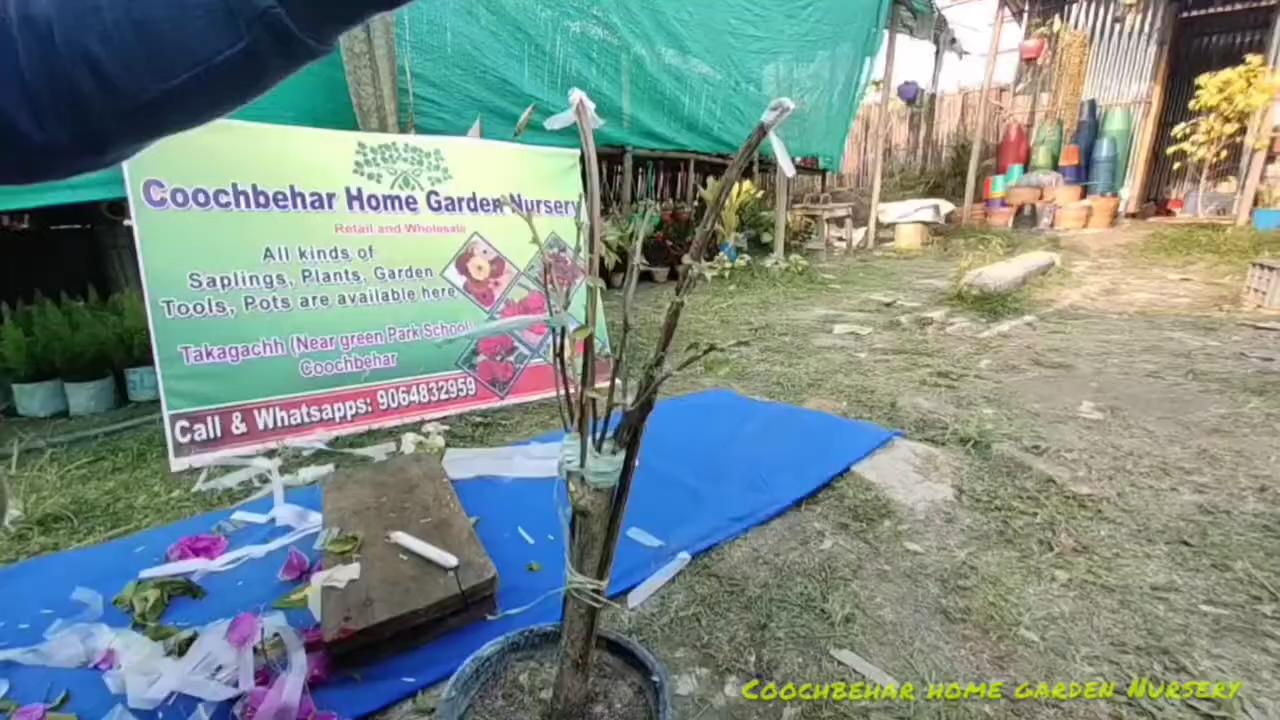 Coochbehar Home Garden Nursery
Retail and Wholesale
All kinds of
Saplings, Plants, Garden
Tools, Pots are available here
Takagachh (Near green Park School)
Coochbehar
Call & Whatsapps: 9064832959
Coochbehar home garden Nursery